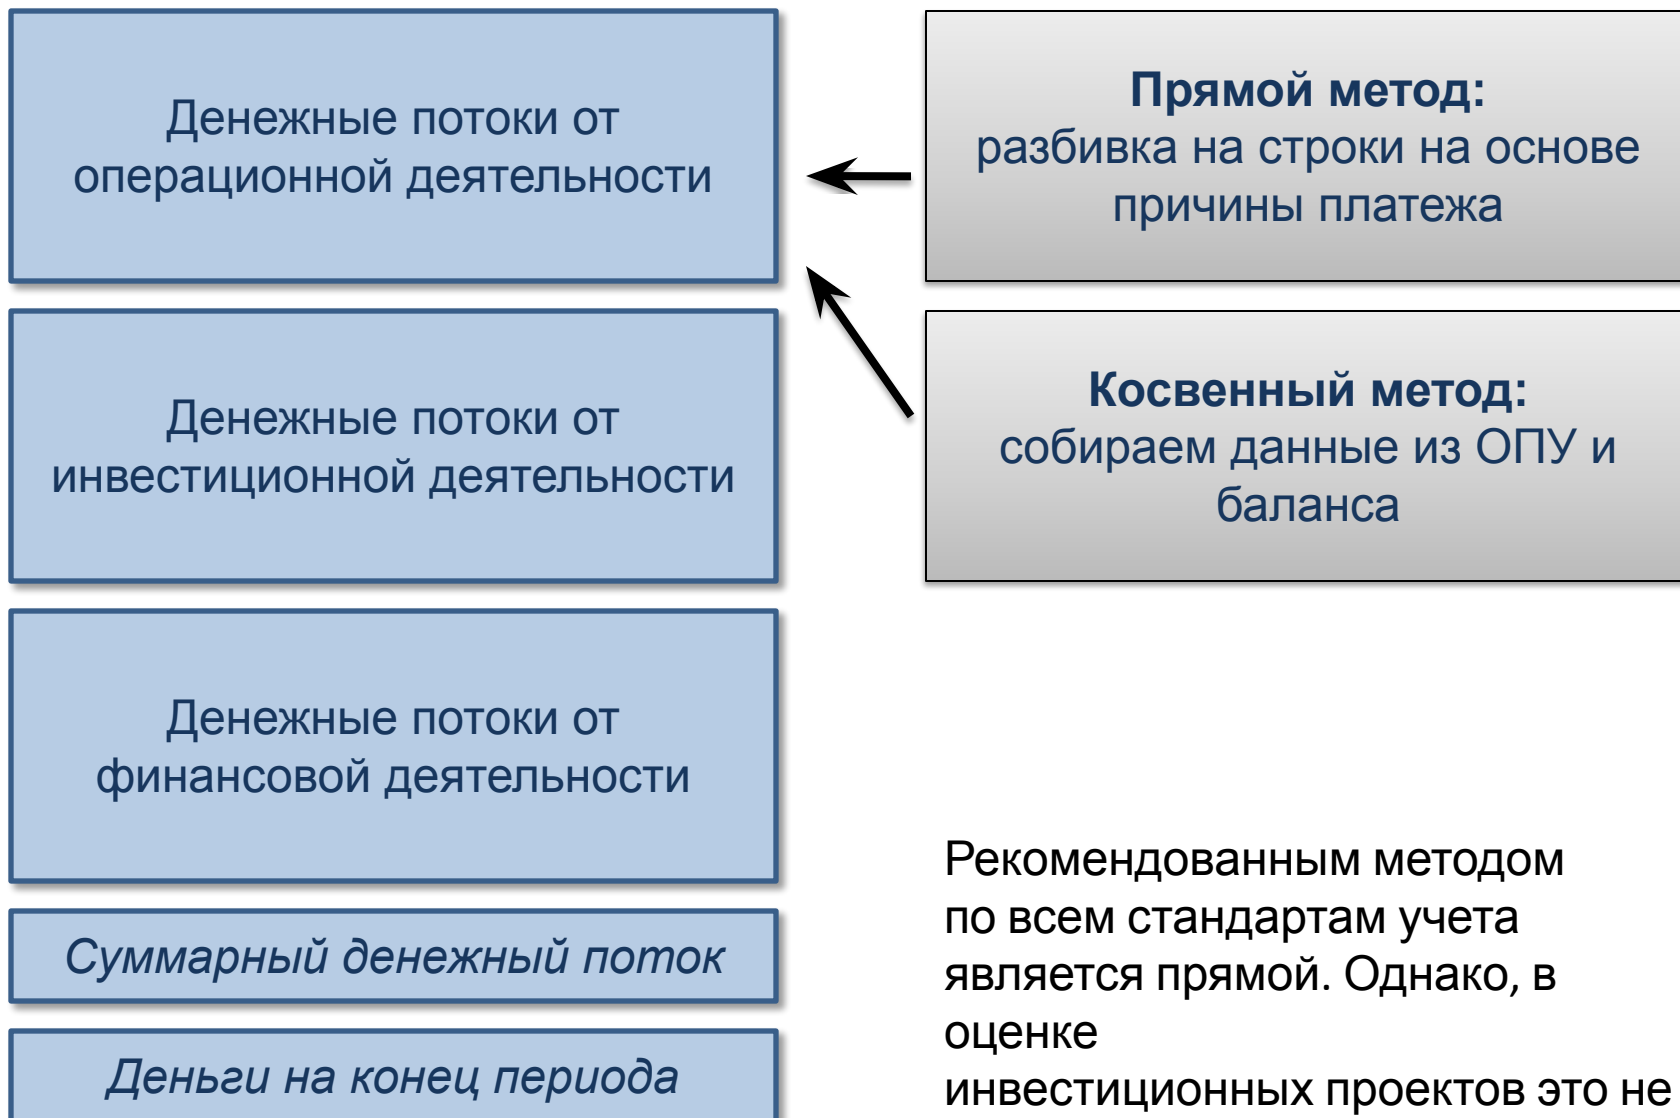 Денежные потоки от
операционной деятельности
Прямой метод:
разбивка на строки на основе
причины платежа
Денежные потоки от
инвестиционной деятельности
Косвенный метод:
собираем данные из ОПУ и
баланса
Денежные потоки от
финансовой деятельности
Суммарный денежный поток
Деньги на конец периода
Рекомендованным методом
по всем стандартам учета
является прямой. Однако, в
оценке
инвестиционных проектов это не